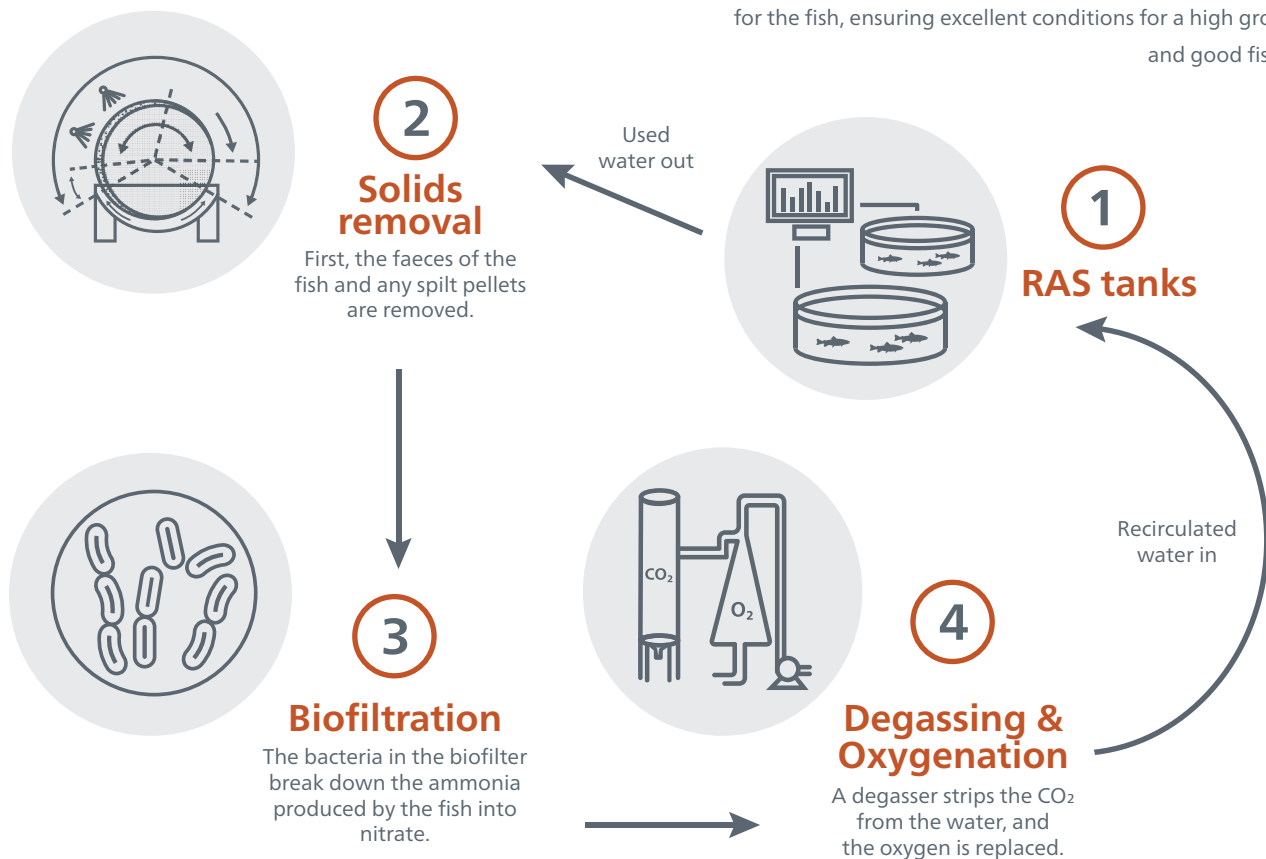 for the fish, ensuring excellent conditions for a high gro
and good fis
1
RAS tanks
Used
water out
2
Solids
removal
First, the faeces of the
fish and any spilt pellets
are removed.
3
Biofiltration
The bacteria in the biofilter
break down the ammonia
produced by the fish into
nitrate.
CO₂
O₂
4
Degassing &
Oxygenation
A degasser strips the CO₂
from the water, and
the oxygen is replaced.
Recirculated
water in